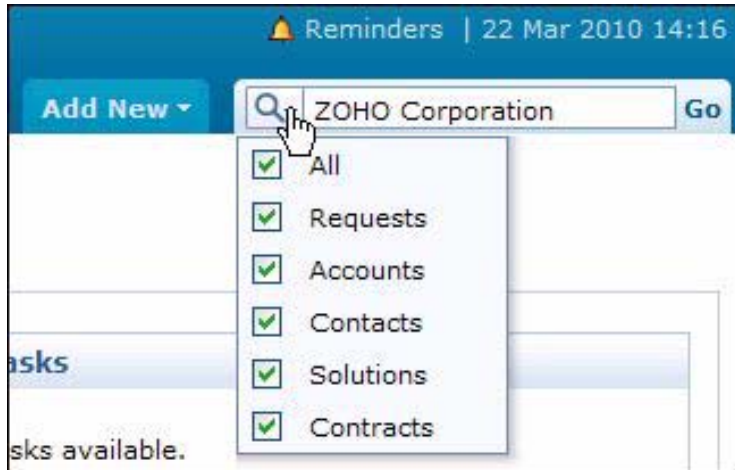 Reminders | 22 Mar 2010 14:16
Add New
ZOHO Corporation
Go
All
Requests
Accounts
Contacts
Solutions
Contracts
asks
sks available.